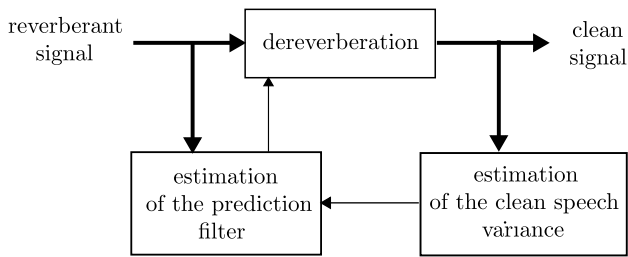 reverberant
signal
dereverberation
clean
signal
estimation
of the prediction
filter
estimation
of the clean speech
variance